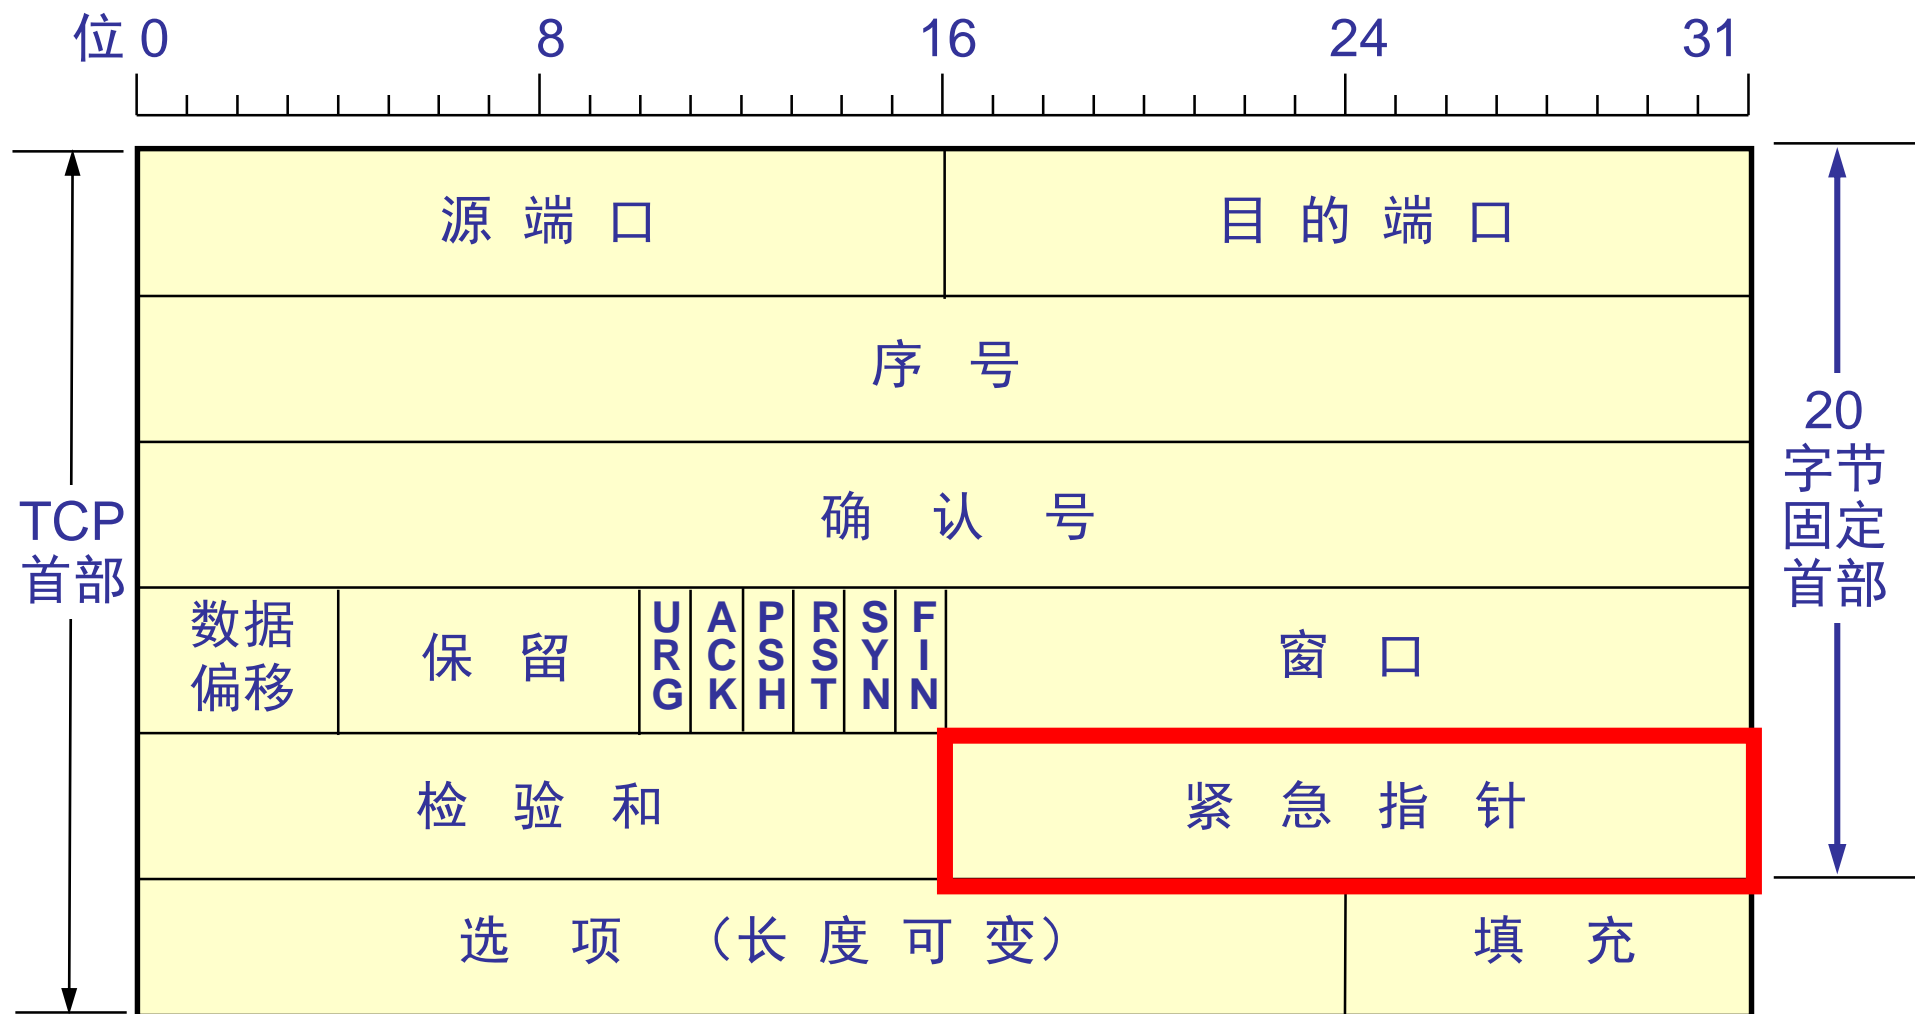 位 0 8 16 24 31
源 端 口 目 的 端 口
序 号
确 认 号
TCP
首部
20
字节
固定
首部
数据
偏移
保 留
URG
ACK
PSH
RST
SYN
FIN
窗 口
检 验 和 紧 急 指 针
选 项 （长 度 可 变） 填 充